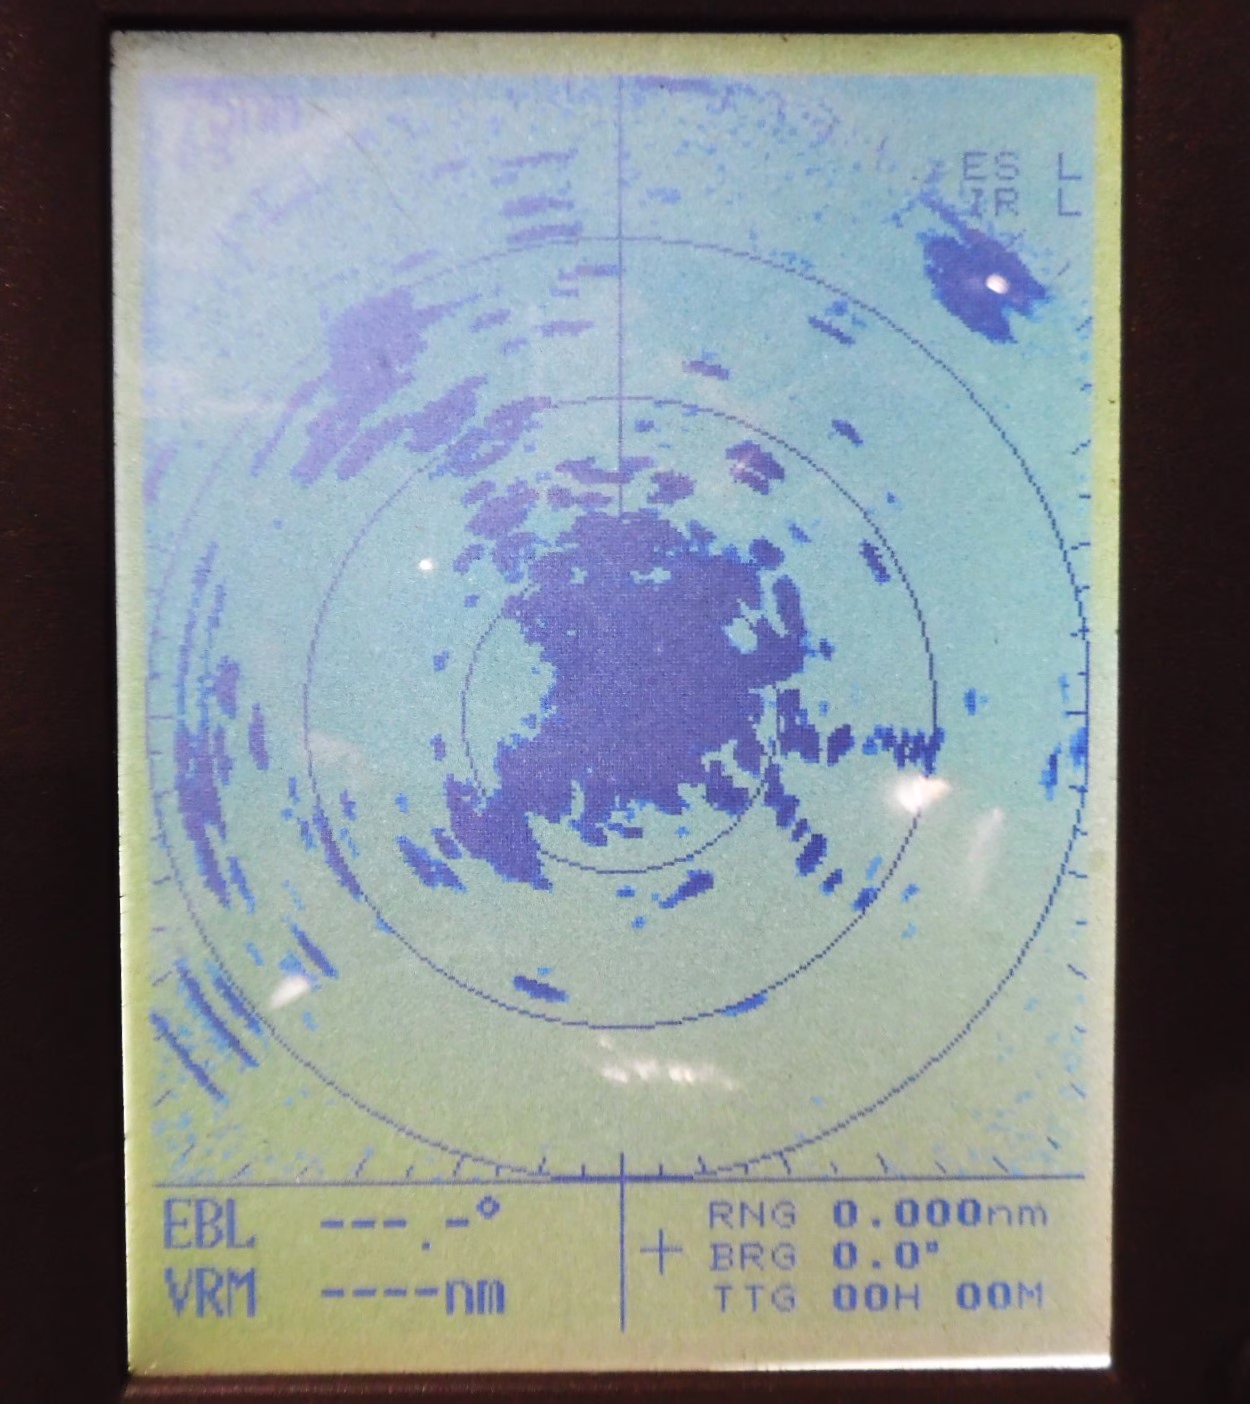 ES L
IR L
EBL ---.-°
VRM ----nm
+
RNG 0.000nm
BRG 0.0°
TTG 00H 00M